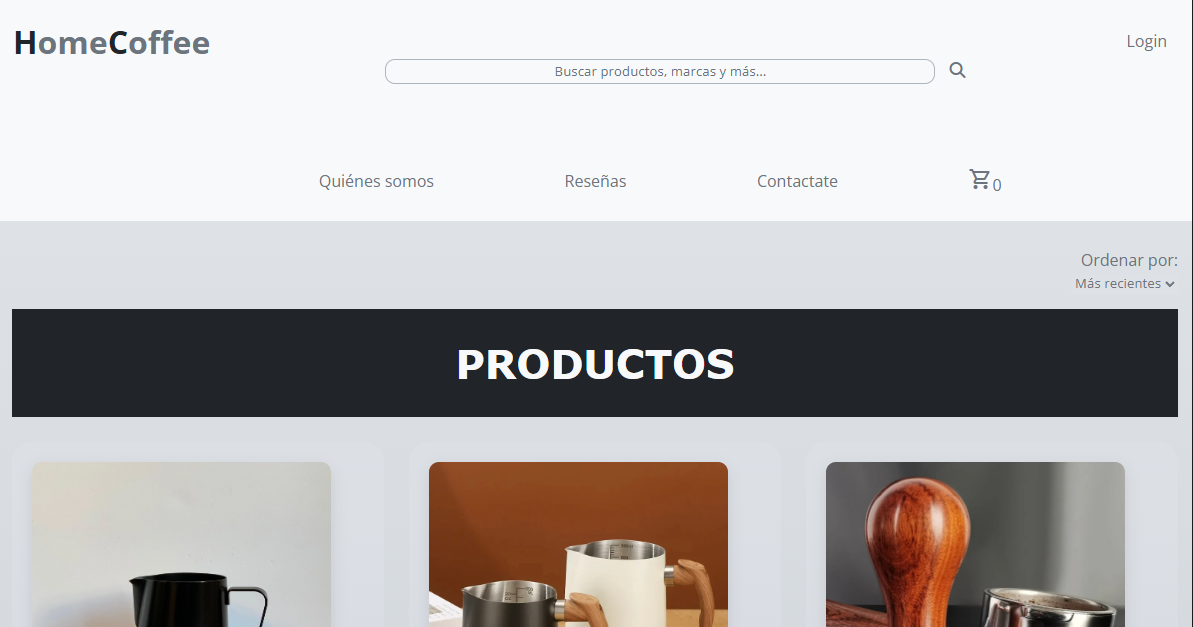 HomeCoffee
Login
Buscar productos, marcas y más...
Quiénes somos
Reseñas
Contactate
0
Ordenar por:
Más recientes
PRODUCTOS